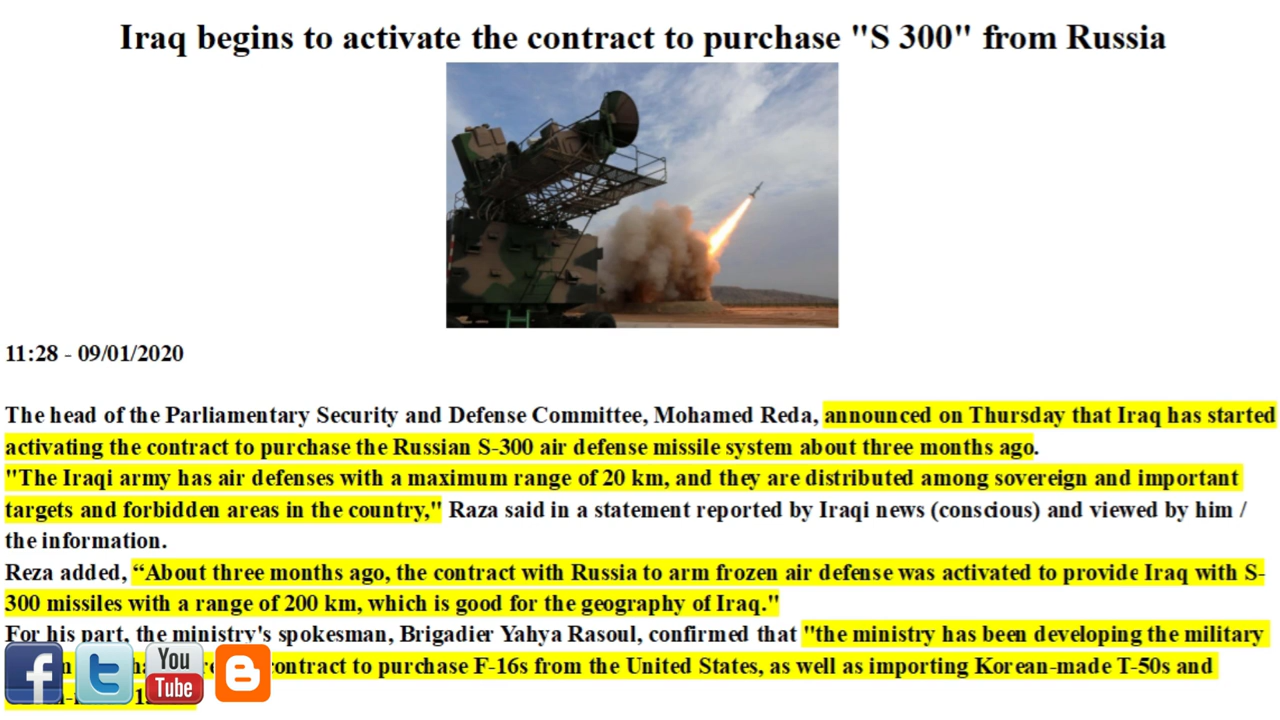 Iraq begins to activate the contract to purchase "S 300" from Russia
11:28 - 09/01/2020
The head of the Parliamentary Security and Defense Committee, Mohamed Reda, announced on Thursday that Iraq has started
activating the contract to purchase the Russian S-300 air defense missile system about three months ago.
"The Iraqi army has air defenses with a maximum range of 20 km, and they are distributed among sovereign and important
targets and forbidden areas in the country," Raza said in a statement reported by Iraqi news (conscious) and viewed by him /
the information.
Reza added, “About three months ago, the contract with Russia to arm frozen air defense was activated to provide Iraq with S-
300 missiles with a range of 200 km, which is good for the geography of Iraq."
For his part, the ministry's spokesman, Brigadier Yahya Rasoul, confirmed that "the ministry has been developing the military
contract to purchase F-16s from the United States, as well as importing Korean-made T-50s and
f
t
You
Tube
B